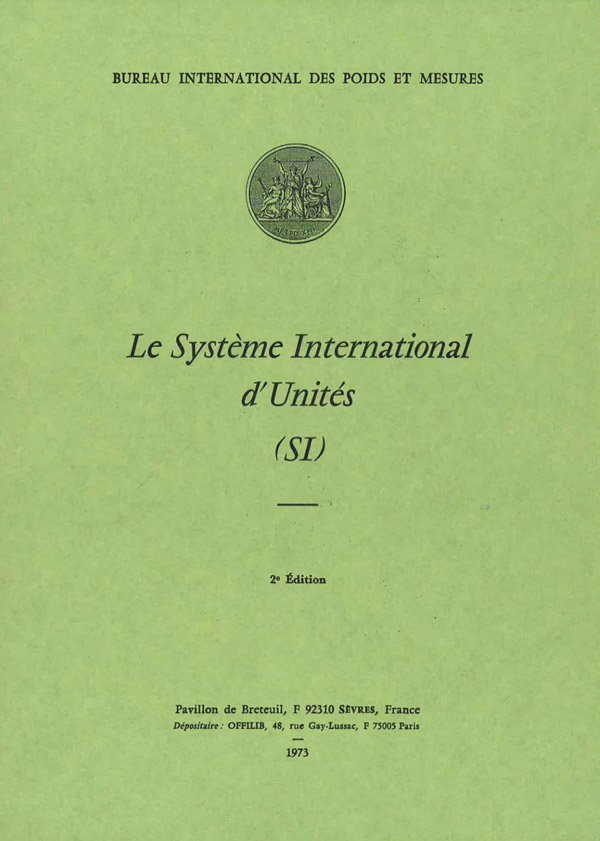 BUREAU INTERNATIONAL DES POIDS ET MESURES
Le Système International
d'Unités
(SI)
2e Édition
Pavillon de Breteuil, F 92310 SÈVRES, France
Dépositaire : OFFILIB, 48, rue Gay-Lussac, F 75005 Paris
1973